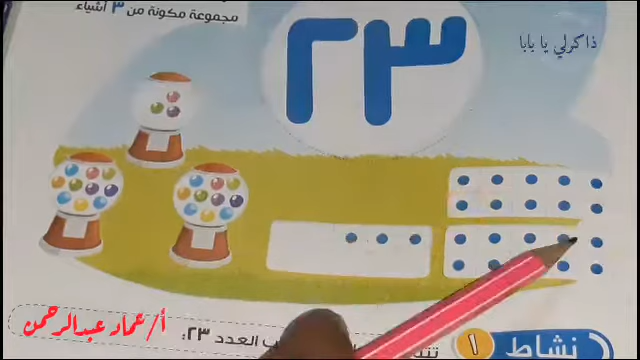 مجموعة مكونة من ٣ أشياء
ذاكرلي يا بابا
٢٣
أ/عماد عبدالرحمن
نشاط ١
العدد ٢٣: